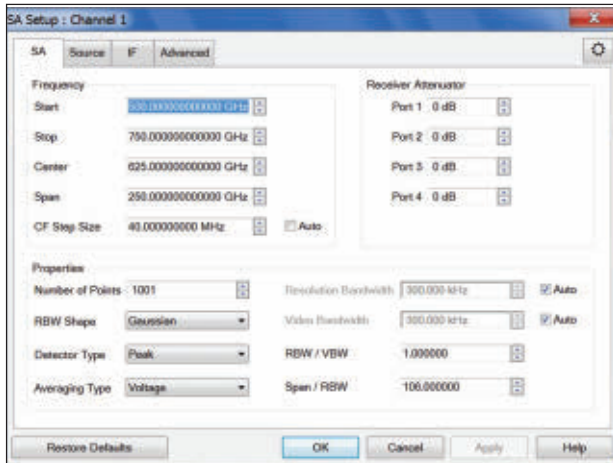 SA Setup : Channel 1
SA Source IF Advanced
Frequency
Start 500.000000000000 GHz
Stop 750.000000000000 GHz
Center 625.000000000000 GHz
Span 250.000000000000 GHz
CF Step Size 40.000000000 MHz Auto
Receiver Attenuator
Port 1 0 dB
Port 2 0 dB
Port 3 0 dB
Port 4 0 dB
Properties
Number of Points 1001
RBW Shape Gaussian
Detector Type Peak
Averaging Type Voltage
Resolution Bandwidth 300.000 kHz Auto
Video Bandwidth 300.000 kHz Auto
RBW / VBW 1.000000
Span / RBW 106.000000
Restore Defaults OK Cancel Apply Help